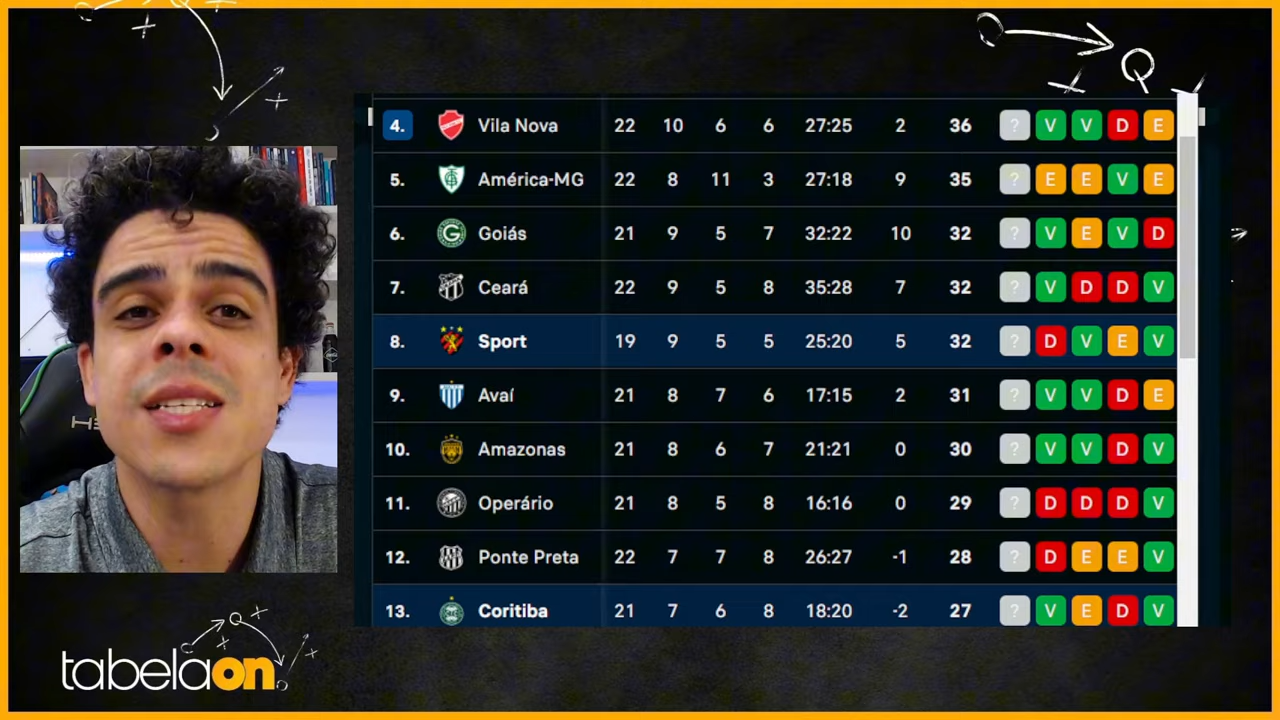 4. Vila Nova 22 10 6 6 27:25 2 36 ? V V D E
5. América-MG 22 8 11 3 27:18 9 35 ? E E V E
6. Goiás 21 9 5 7 32:22 10 32 ? V E V D
7. Ceará 22 9 5 8 35:28 7 32 ? V D D V
8. Sport 19 9 5 5 25:20 5 32 ? D V E V
9. Avaí 21 8 7 6 17:15 2 31 ? V V D E
10. Amazonas 21 8 6 7 21:21 0 30 ? V V D V
11. Operário 21 8 5 8 16:16 0 29 ? D D D V
12. Ponte Preta 22 7 7 8 26:27 -1 28 ? D E E V
13. Coritiba 21 7 6 8 18:20 -2 27 ? V E D V
tabelaon